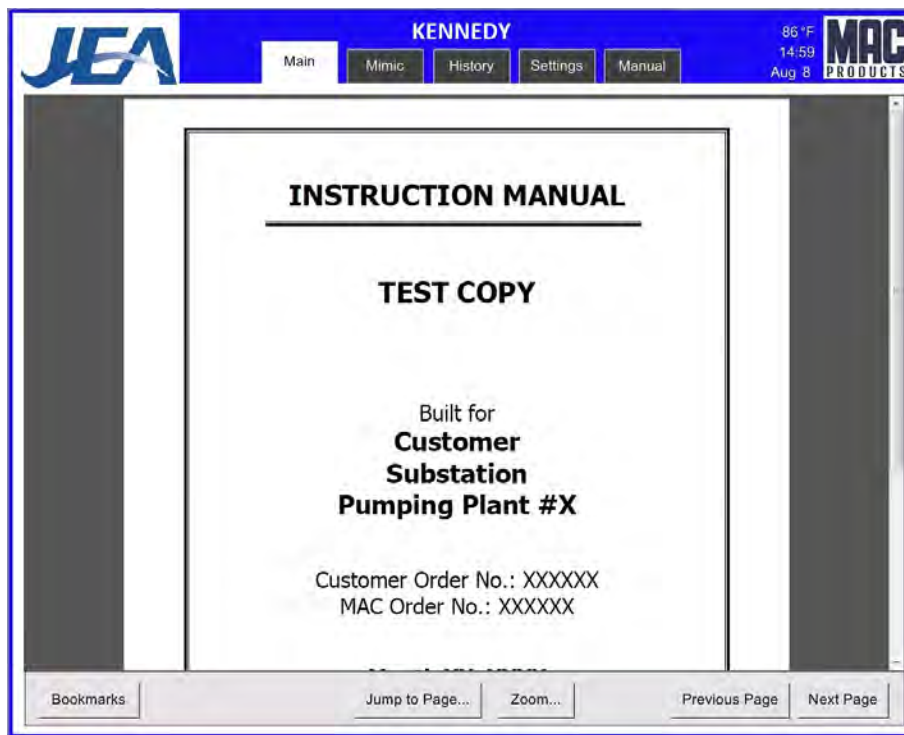 JEA
KENNEDY
Main
Mimic
History
Settings
Manual
86 °F
14:59
Aug 8
MAC
PRODUCTS
INSTRUCTION MANUAL
TEST COPY
Built for
Customer
Substation
Pumping Plant #X
Customer Order No.: XXXXXX
MAC Order No.: XXXXXX
Bookmarks
Jump to Page...
Zoom...
Previous Page
Next Page